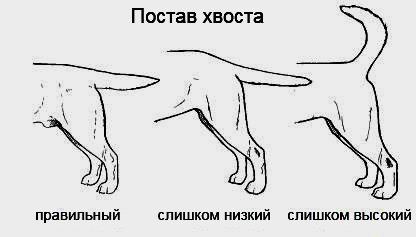 Постав хвоста
правильный
слишком низкий
слишком высокий